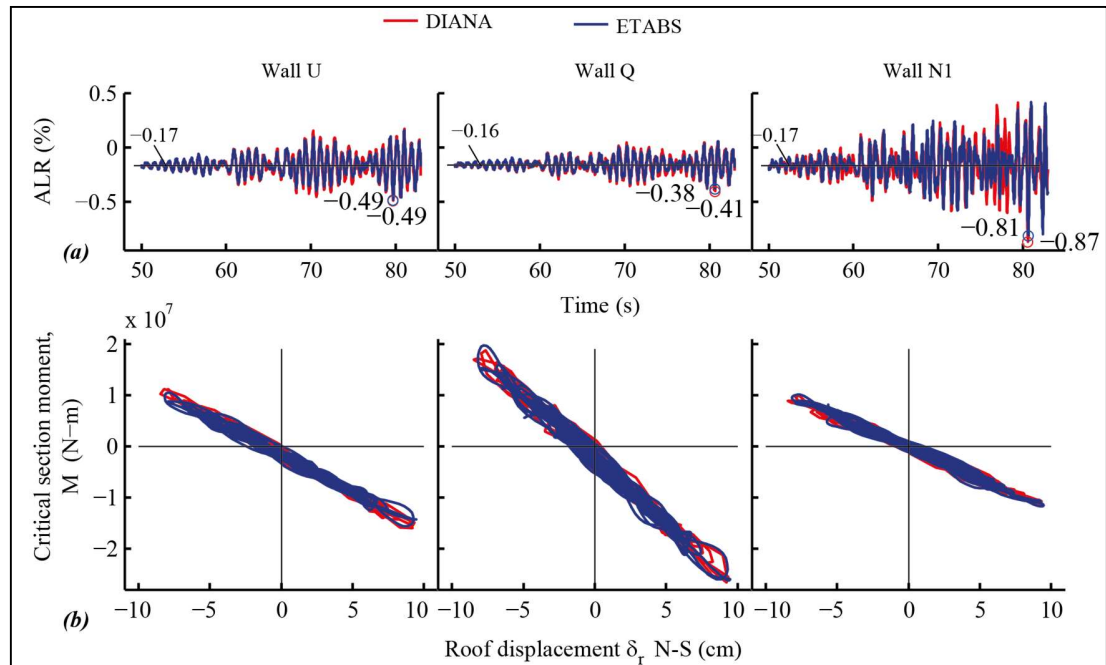 DIANA ETABS
Wall U Wall Q Wall N1
ALR (%)
0.5
0
−0.5
−0.17 −0.16 −0.17
−0.49 −0.49
−0.38 −0.41
−0.81 −0.87
(a)
50 60 70 80 50 60 70 80 50 60 70 80
Time (s)
x 10^7
Critical section moment,
M (N−m)
2
1
0
−1
−2
(b)
−10 −5 0 5 10 −10 −5 0 5 10 −10 −5 0 5 10
Roof displacement δ_r N-S (cm)